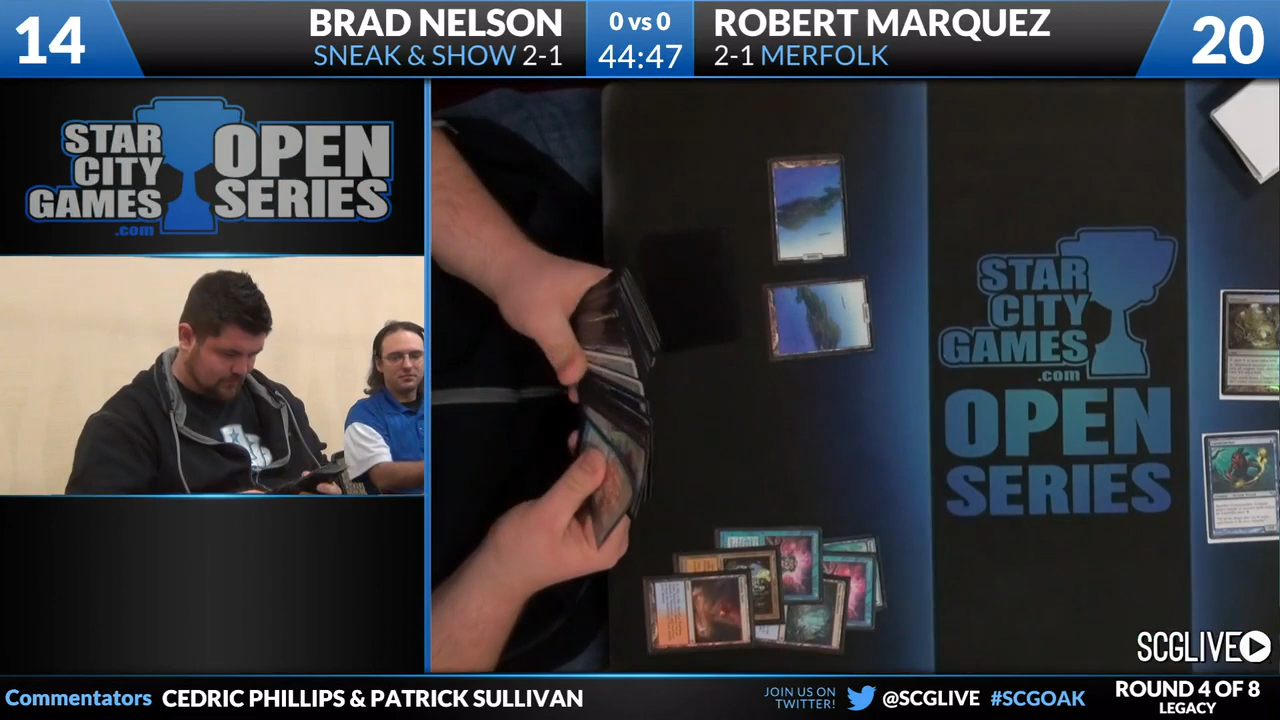 14
BRAD NELSON
SNEAK & SHOW 2-1
0 vs 0
44:47
ROBERT MARQUEZ
2-1 MERFOLK
20
STAR
CITY
GAMES
.com
OPEN
SERIES
STAR
CITY
GAMES
.com
OPEN
SERIES
SCGLIVE
Commentators CEDRIC PHILLIPS & PATRICK SULLIVAN
JOIN US ON
TWITTER!
@SCGLIVE #SCGOAK
ROUND 4 OF 8
LEGACY